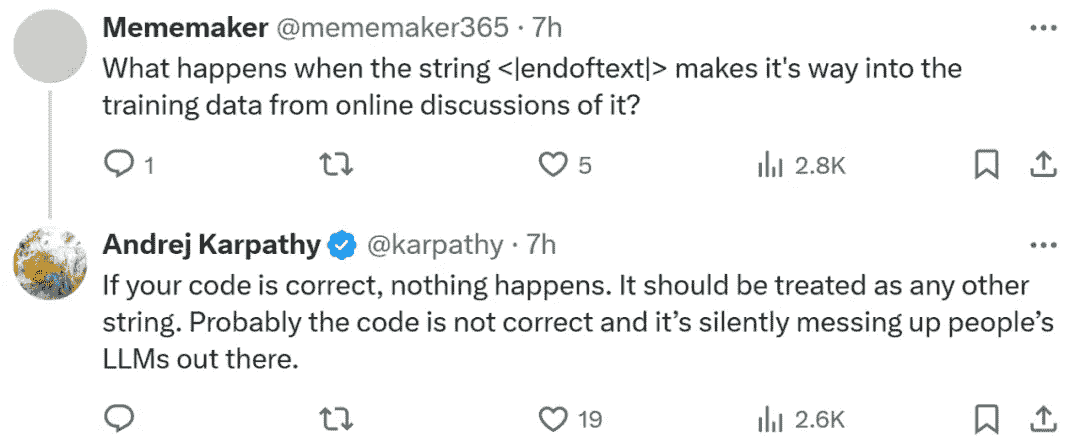 Mememaker @mememaker365 · 7h
What happens when the string <|endoftext|> makes it's way into the
training data from online discussions of it?
1 5 2.8K
Andrej Karpathy @karpathy · 7h
If your code is correct, nothing happens. It should be treated as any other
string. Probably the code is not correct and it’s silently messing up people’s
LLMs out there.
19 2.6K